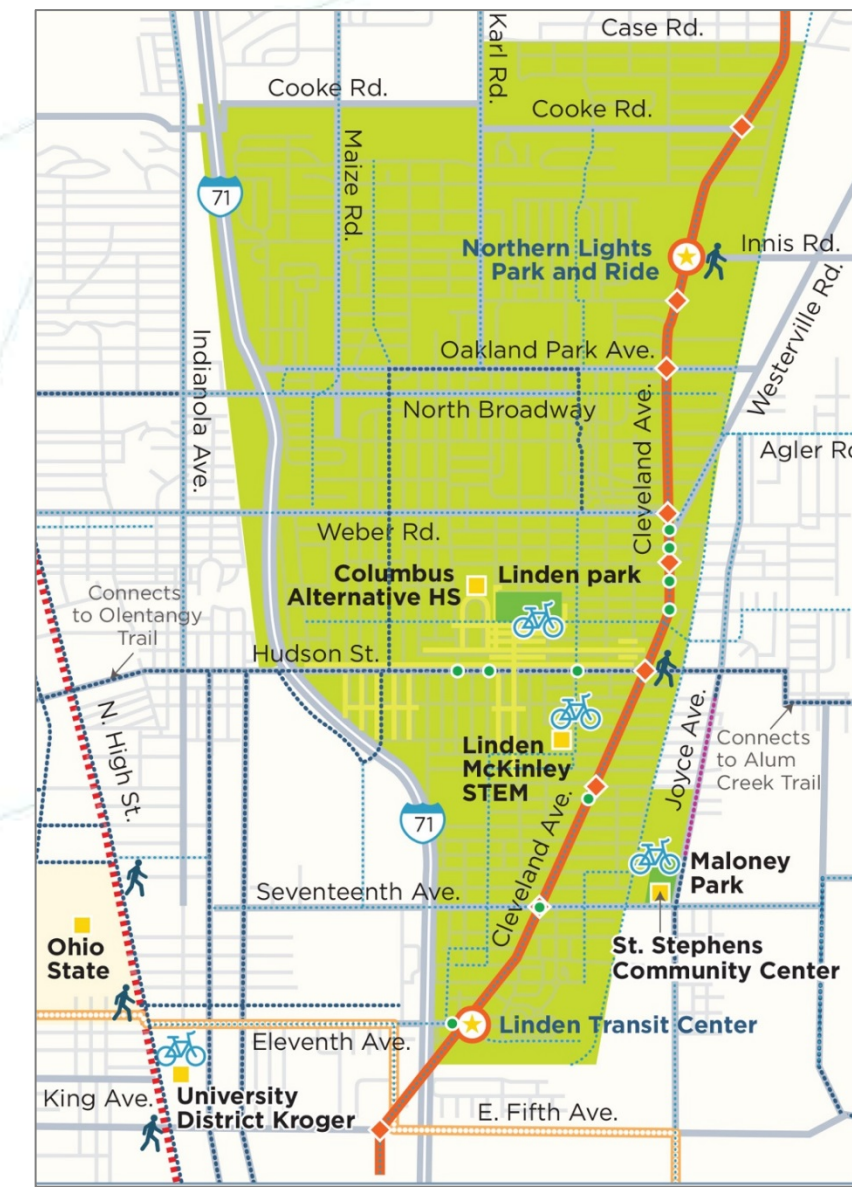 Case Rd.
Karl Rd.
Cooke Rd.
Cooke Rd.
Maize Rd.
71
Northern Lights
Park and Ride
Innis Rd.
Westerville Rd.
Indianola Ave.
Oakland Park Ave.
North Broadway
Cleveland Ave.
Agler
Weber Rd.
Columbus
Alternative HS
Linden park
Connects
to Olentangy
Trail
Hudson St.
N. High St.
Joyce Ave.
Connects
to Alum
Creek Trail
Linden
McKinley
STEM
71
Cleveland Ave.
Maloney
Park
Seventeenth Ave.
Ohio
State
St. Stephens
Community Center
Linden Transit Center
Eleventh Ave.
King Ave.
University
District Kroger
E. Fifth Ave.